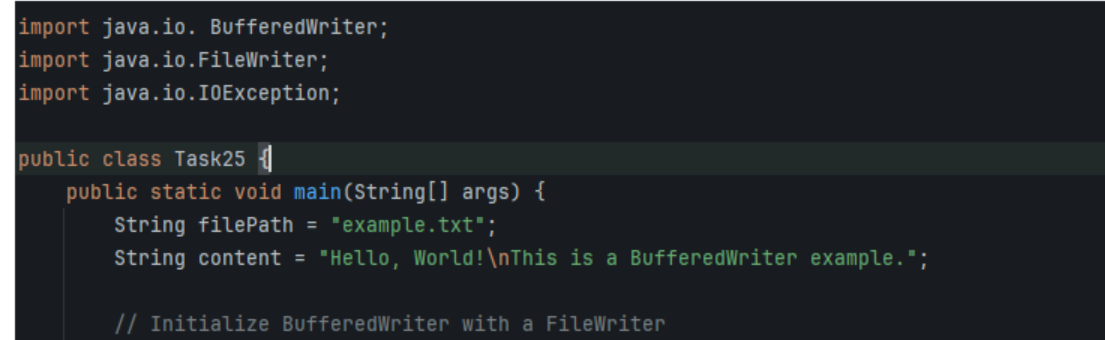 import java.io. BufferedWriter;
import java.io.FileWriter;
import java.io.IOException;
public class Task25 {
public static void main(String[] args) {
String filePath = "example.txt";
String content = "Hello, World!\nThis is a BufferedWriter example.";
// Initialize BufferedWriter with a FileWriter